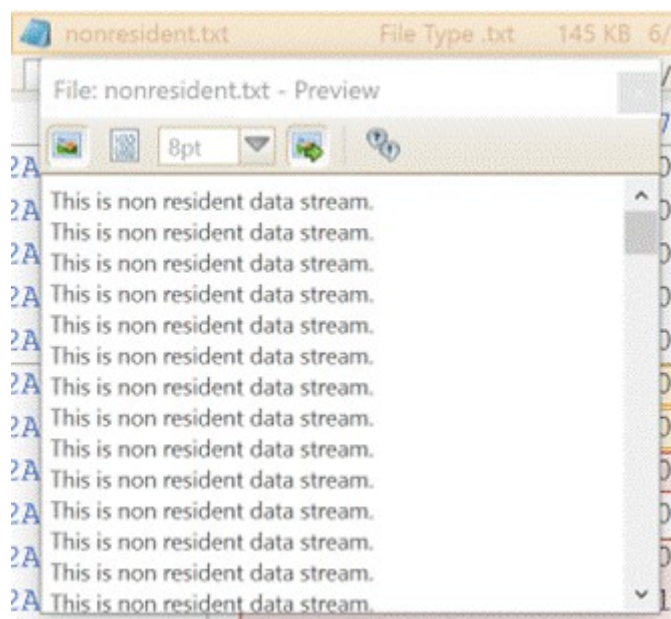 nonresident.txt File Type .txt 145 KB 6/
File: nonresident.txt - Preview
8pt
This is non resident data stream.
This is non resident data stream.
This is non resident data stream.
This is non resident data stream.
This is non resident data stream.
This is non resident data stream.
This is non resident data stream.
This is non resident data stream.
This is non resident data stream.
This is non resident data stream.
This is non resident data stream.
This is non resident data stream.
This is non resident data stream.
This is non resident data stream.